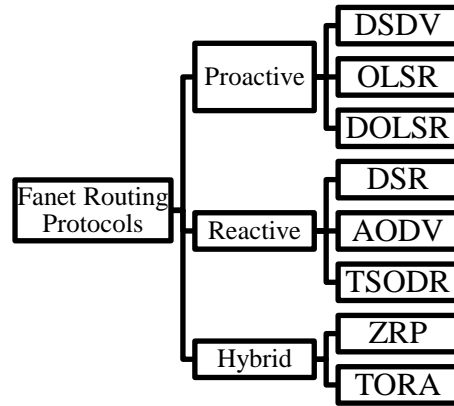 Fanet Routing
Protocols
Proactive
DSDV
OLSR
DOLSR
Reactive
DSR
AODV
TSODR
Hybrid
ZRP
TORA